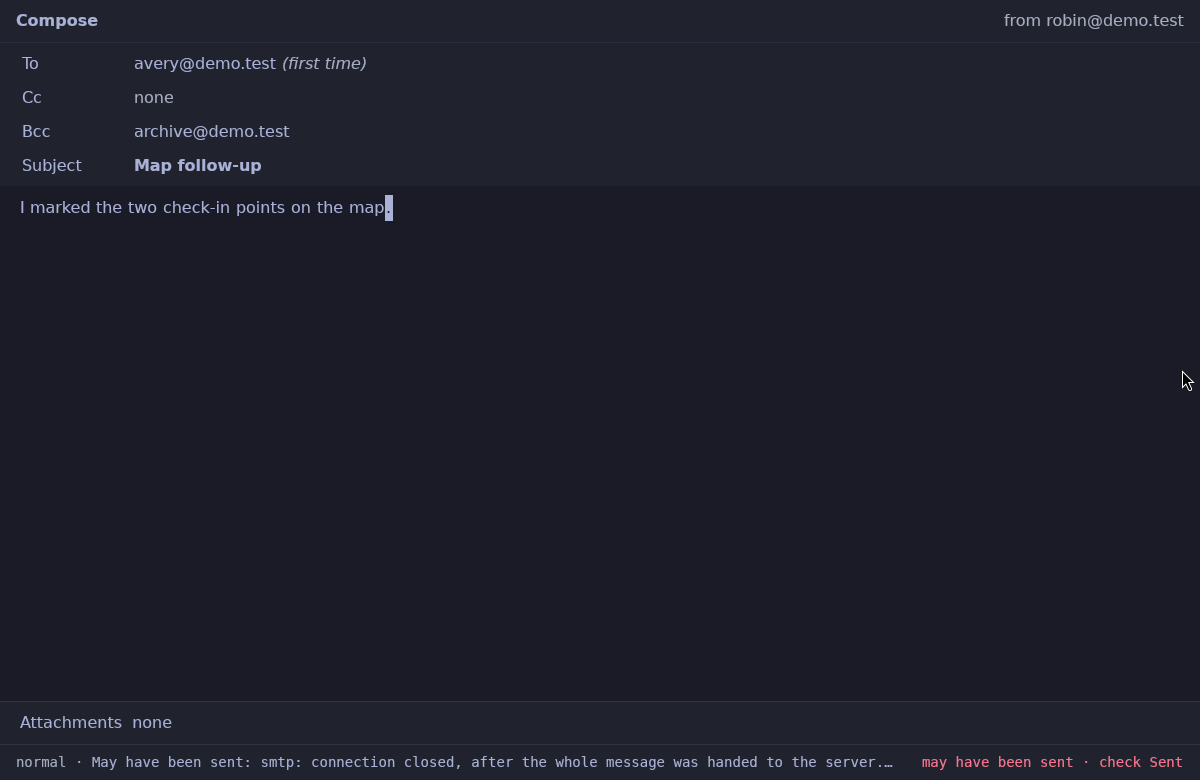 Compose from robin@demo.test
To avery@demo.test (first time)
Cc none
Bcc archive@demo.test
Subject Map follow-up
I marked the two check-in points on the map.
Attachments none
normal · May have been sent: smtp: connection closed, after the whole message was handed to the server.… may have been sent · check Sent